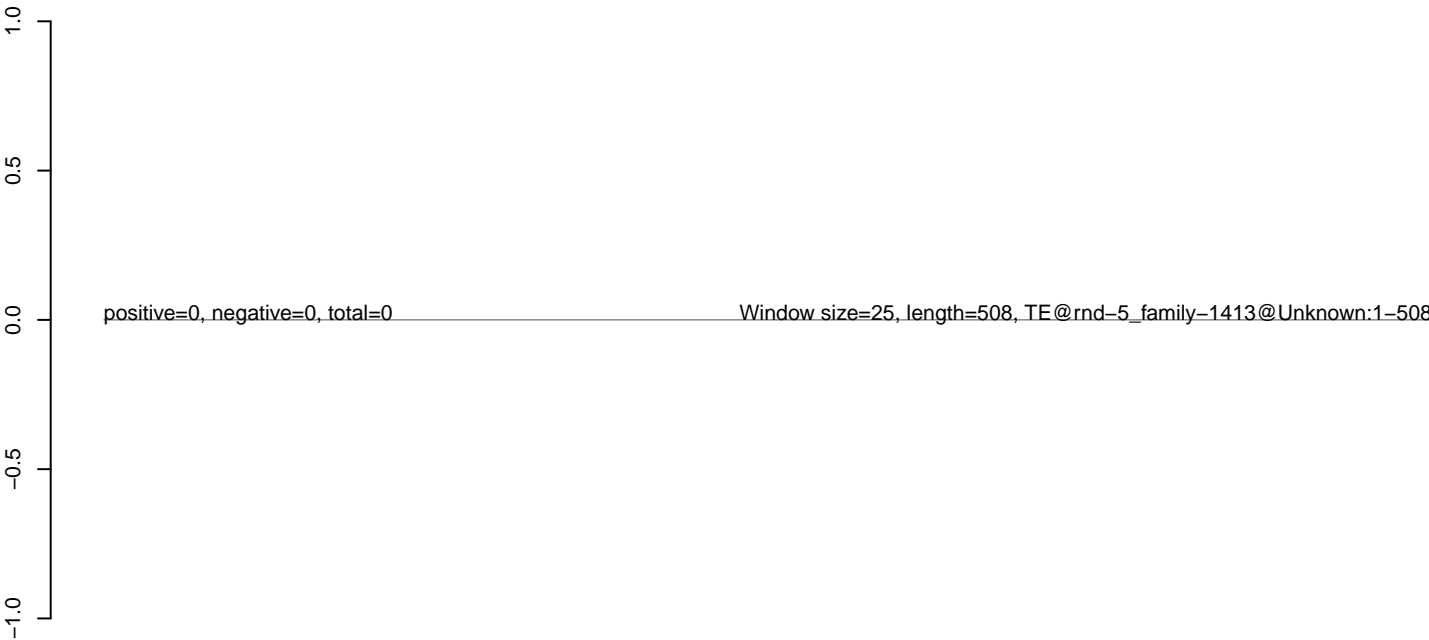 1.0
0.5
positive=0, negative=0, total=0
Window size=25, length=508, TE@rnd−5_family−1413@Unknown:1−508
0.0
−0.5
−1.0